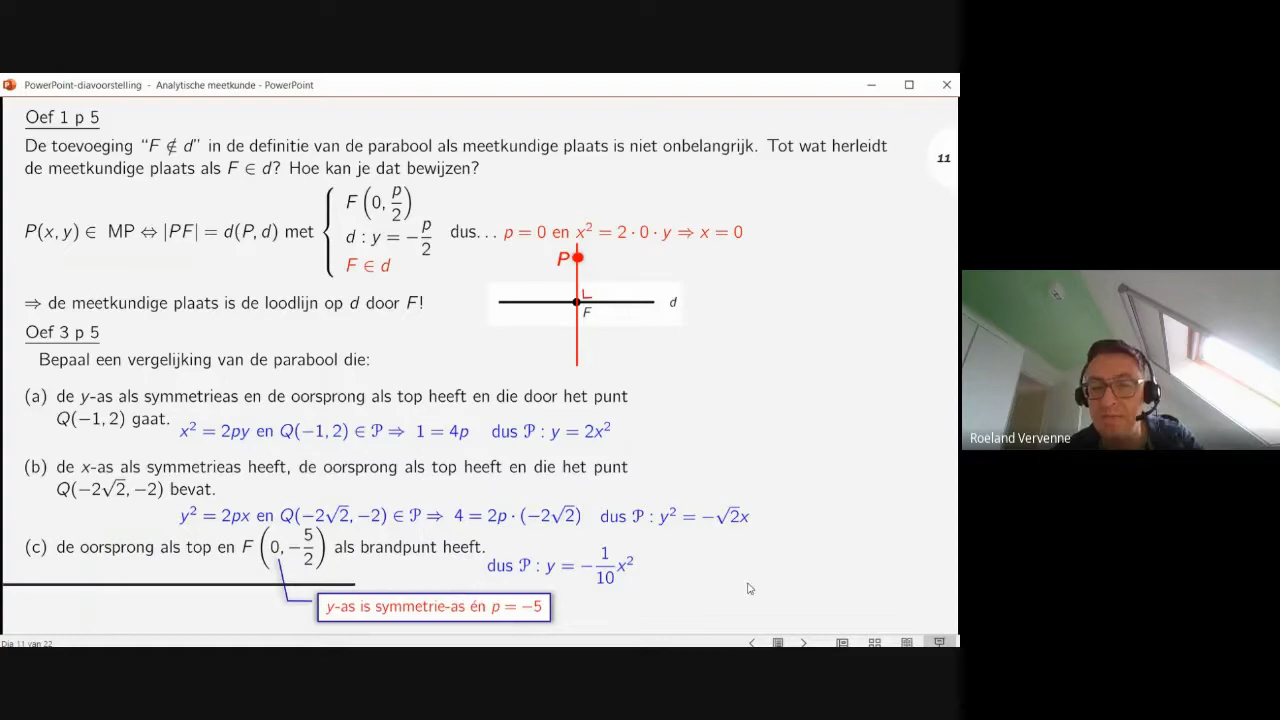 PowerPoint-diavoorstelling - Analytische meetkunde - PowerPoint
Oef 1 p 5
De toevoeging “F ∉ d” in de definitie van de parabool als meetkundige plaats is niet onbelangrijk. Tot wat herleidt
de meetkundige plaats als F ∈ d? Hoe kan je dat bewijzen?
11
F(0, p/2)
P(x, y) ∈ MP ⇔ |PF| = d(P, d) met { d : y = −p/2 dus... p = 0 en x² = 2 · 0 · y ⇒ x = 0
F ∈ d
P
⇒ de meetkundige plaats is de loodlijn op d door F!
d
F
Oef 3 p 5
Bepaal een vergelijking van de parabool die:
(a) de y-as als symmetrieas en de oorsprong als top heeft en die door het punt
Q(−1, 2) gaat.
x² = 2py en Q(−1, 2) ∈ P ⇒ 1 = 4p dus P : y = 2x²
(b) de x-as als symmetrieas heeft, de oorsprong als top heeft en die het punt
Q(−2√2, −2) bevat.
y² = 2px en Q(−2√2, −2) ∈ P ⇒ 4 = 2p · (−2√2) dus P : y² = −√2x
(c) de oorsprong als top en F(0, −5/2) als brandpunt heeft.
dus P : y = −1/10 x²
y-as is symmetrie-as én p = −5
Dia 11 van 22
Roeland Vervenne